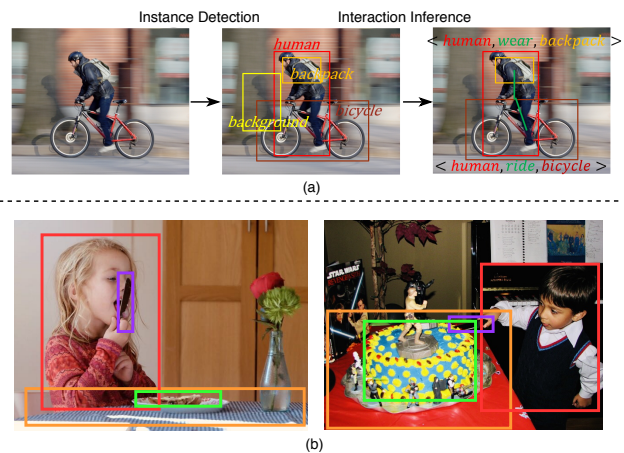 Instance Detection
Interaction Inference
human
backpack
background
bicycle
< human, wear, backpack >
< human, ride, bicycle >
(a)
STAR WARS
(b)